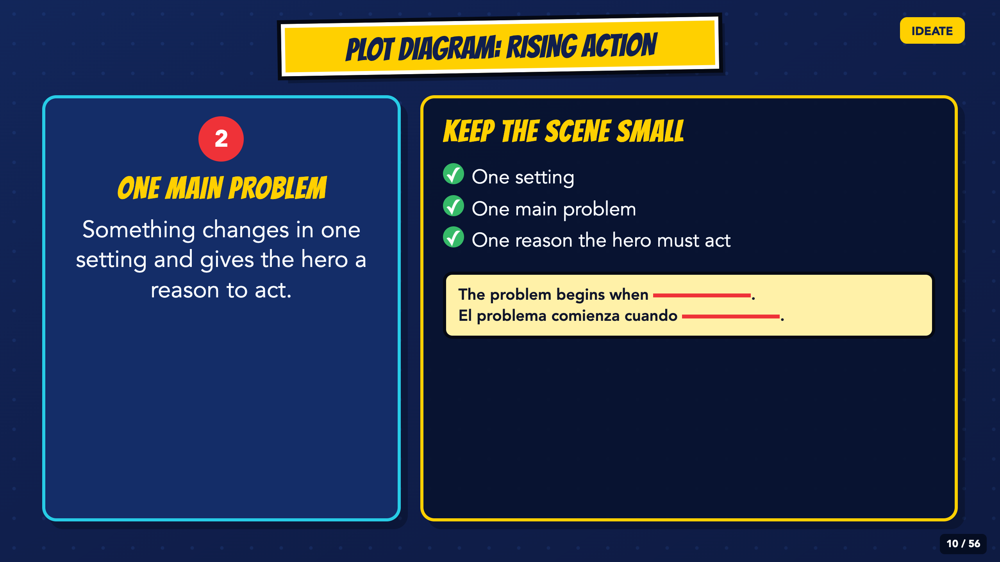 PLOT DIAGRAM: RISING ACTION
IDEATE
2
ONE MAIN PROBLEM
Something changes in one
setting and gives the hero a
reason to act.
KEEP THE SCENE SMALL
One setting
One main problem
One reason the hero must act
The problem begins when ________.
El problema comienza cuando ________.
10 / 56